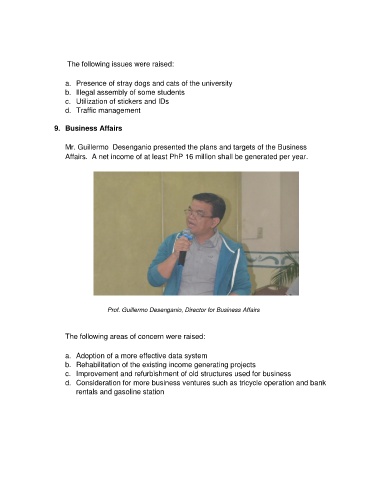 The following issues were raised:
a. Presence of stray dogs and cats of the university
b. Illegal assembly of some students
c. Utilization of stickers and IDs
d. Traffic management
9. Business Affairs
Mr. Guillermo Desenganio presented the plans and targets of the Business
Affairs. A net income of at least PhP 16 million shall be generated per year.
Prof. Guillermo Desenganio, Director for Business Affairs
The following areas of concern were raised:
a. Adoption of a more effective data system
b. Rehabilitation of the existing income generating projects
c. Improvement and refurbishment of old structures used for business
d. Consideration for more business ventures such as tricycle operation and bank
rentals and gasoline station